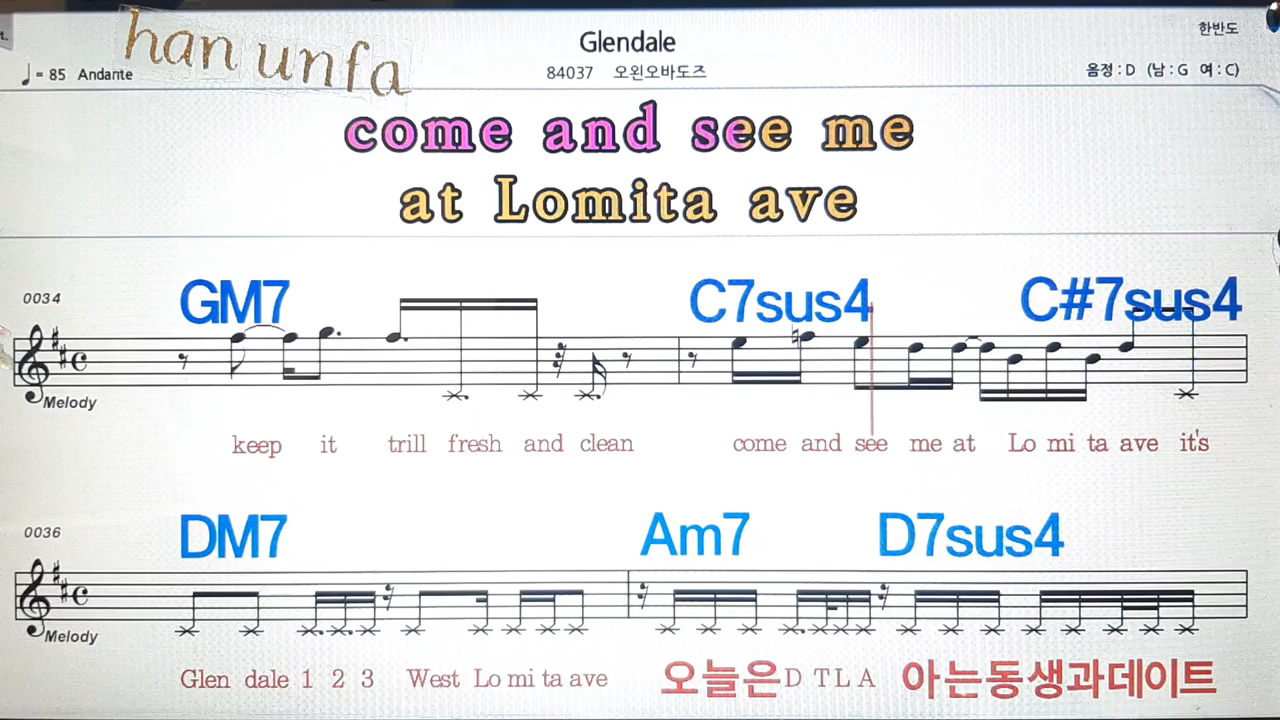 han unfa
Glendale
한반도
♩= 85 Andante
84037 오왼오바도즈
음정 : D (남 : G 여 : C)
come and see me
at Lomita ave
0034
GM7 C7sus4 C#7sus4
Melody
keep it trill fresh and clean come and see me at Lo mi ta ave it's
0036
DM7 Am7 D7sus4
Melody
Glen dale 1 2 3 West Lo mi ta ave 오늘은 D T L A 아는동생과데이트